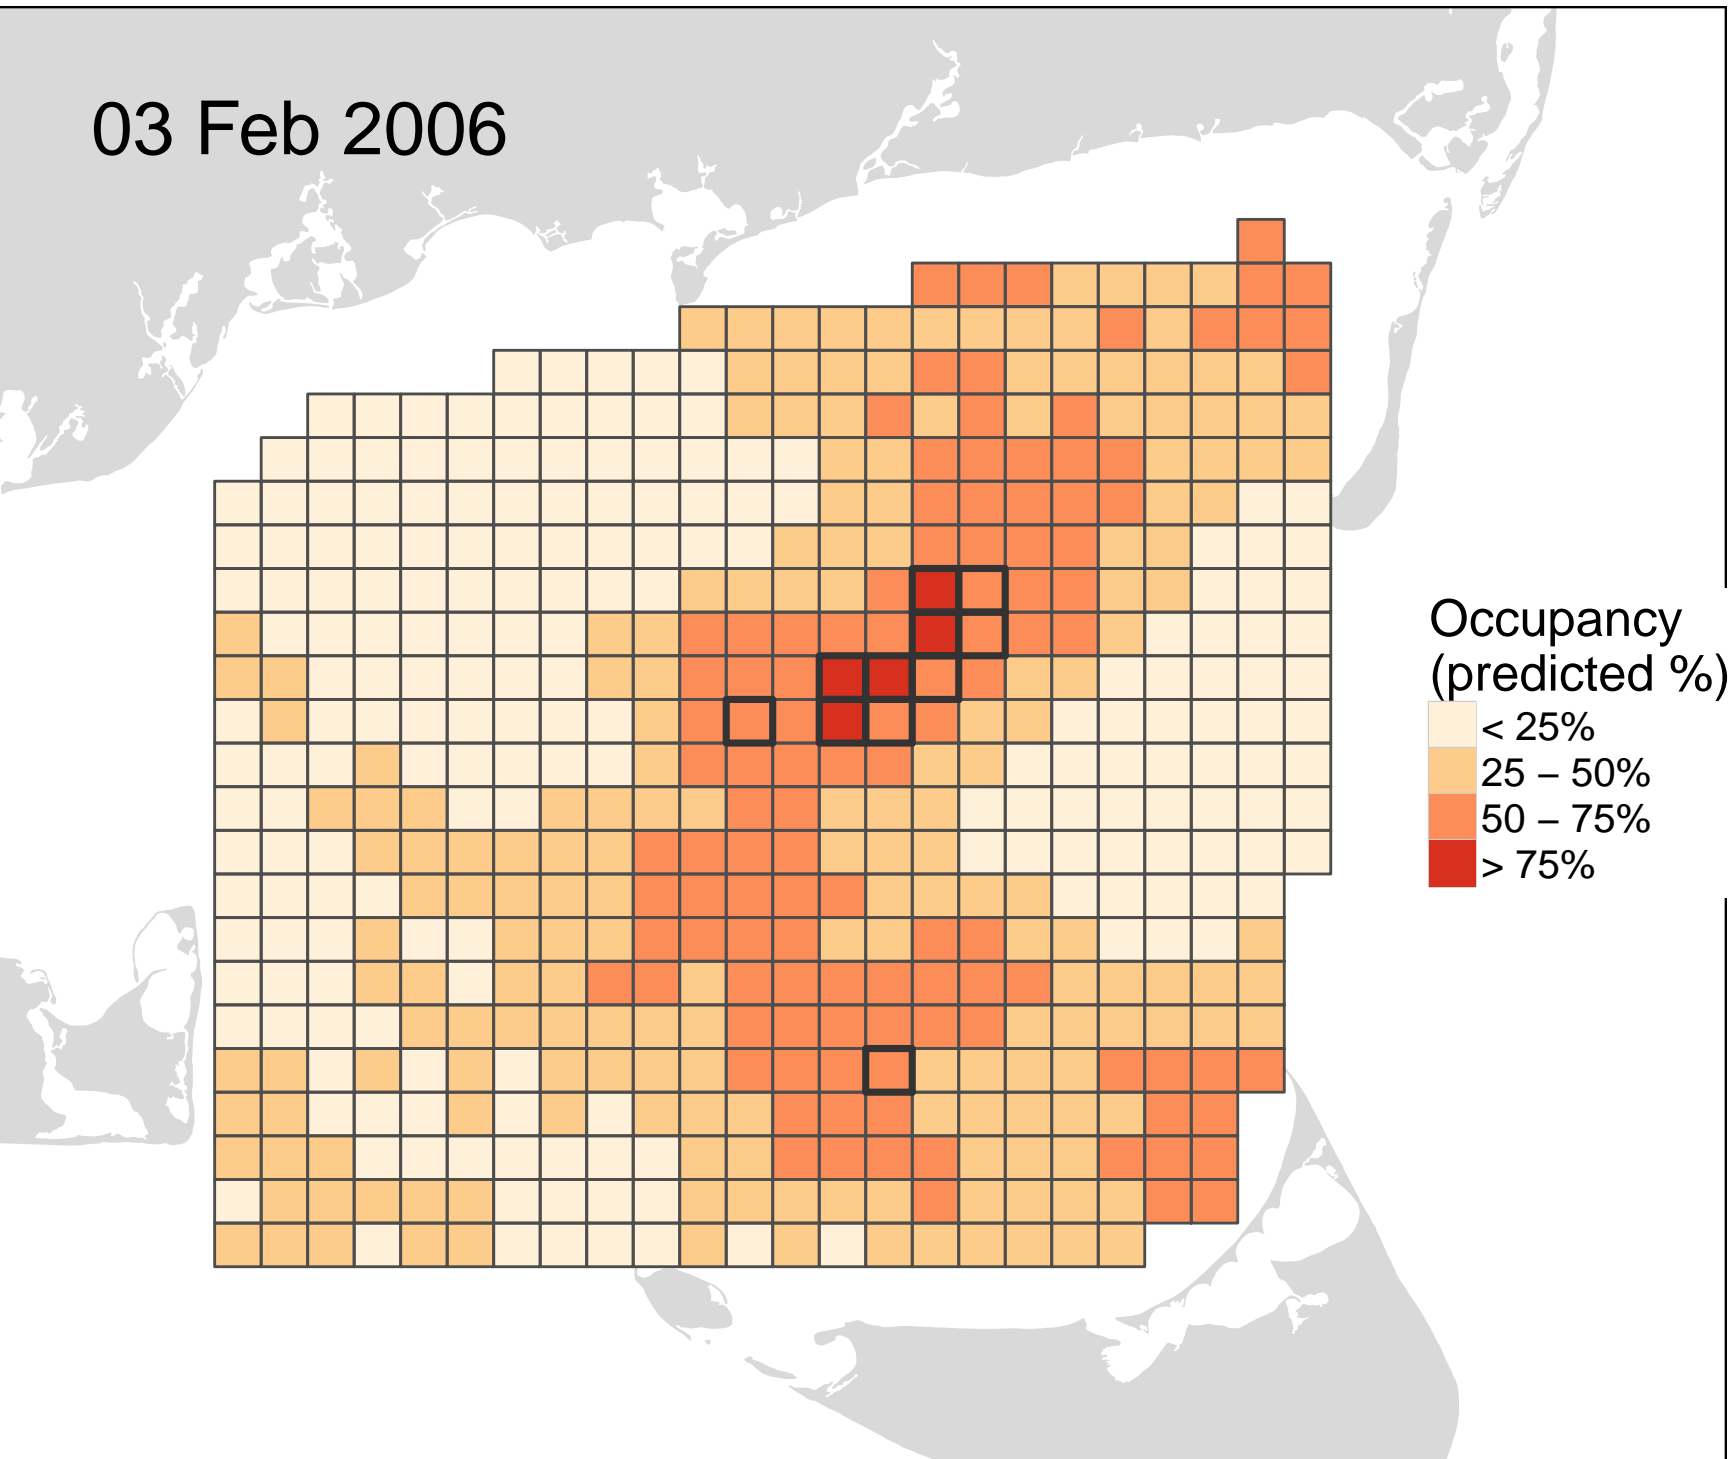 03 Feb 2006
Occupancy
(predicted %)
< 25%
25 – 50%
50 – 75%
> 75%